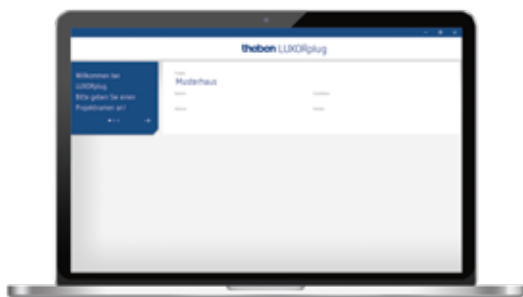 theben LUXORplug
Willkommen bei
LUXORplug
Bitte geben Sie einen
Projektnamen an!
Musterhaus